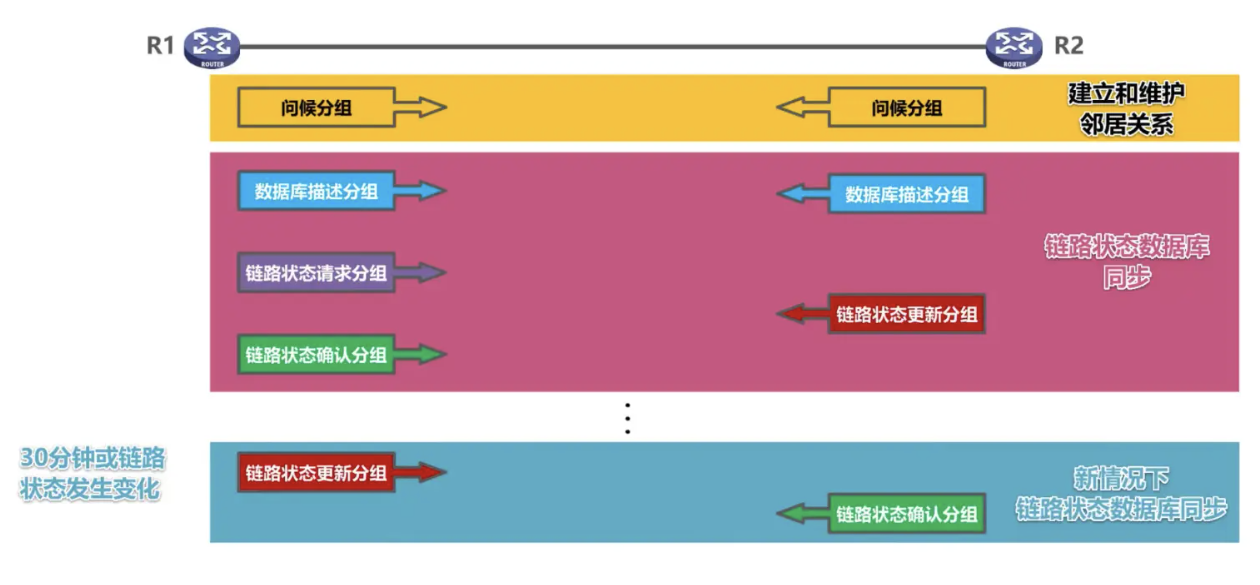 R1
ROUTER
ROUTER
R2
问候分组
问候分组
建立和维护
邻居关系
数据库描述分组
数据库描述分组
链路状态请求分组
链路状态数据库
同步
链路状态更新分组
链路状态确认分组
30分钟或链路
状态发生变化
链路状态更新分组
新情况下
链路状态数据库同步
链路状态确认分组